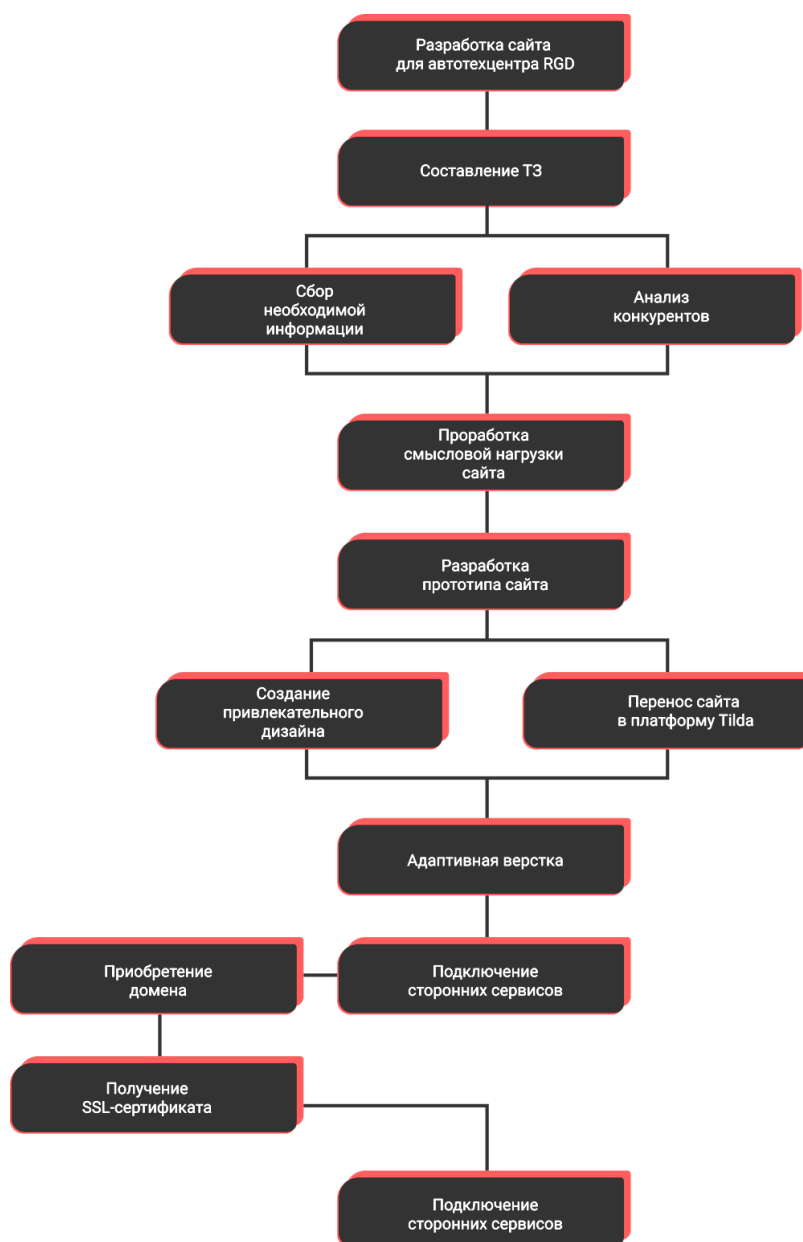 Разработка сайта
для автотехцентра RGD
Составление ТЗ
Сбор
необходимой
информации
Анализ
конкурентов
Проработка
смысловой нагрузки
сайта
Разработка
прототипа сайта
Создание
привлекательного
дизайна
Перенос сайта
в платформу Tilda
Адаптивная верстка
Подключение
сторонних сервисов
Приобретение
домена
Получение
SSL-сертификата
Подключение
сторонних сервисов